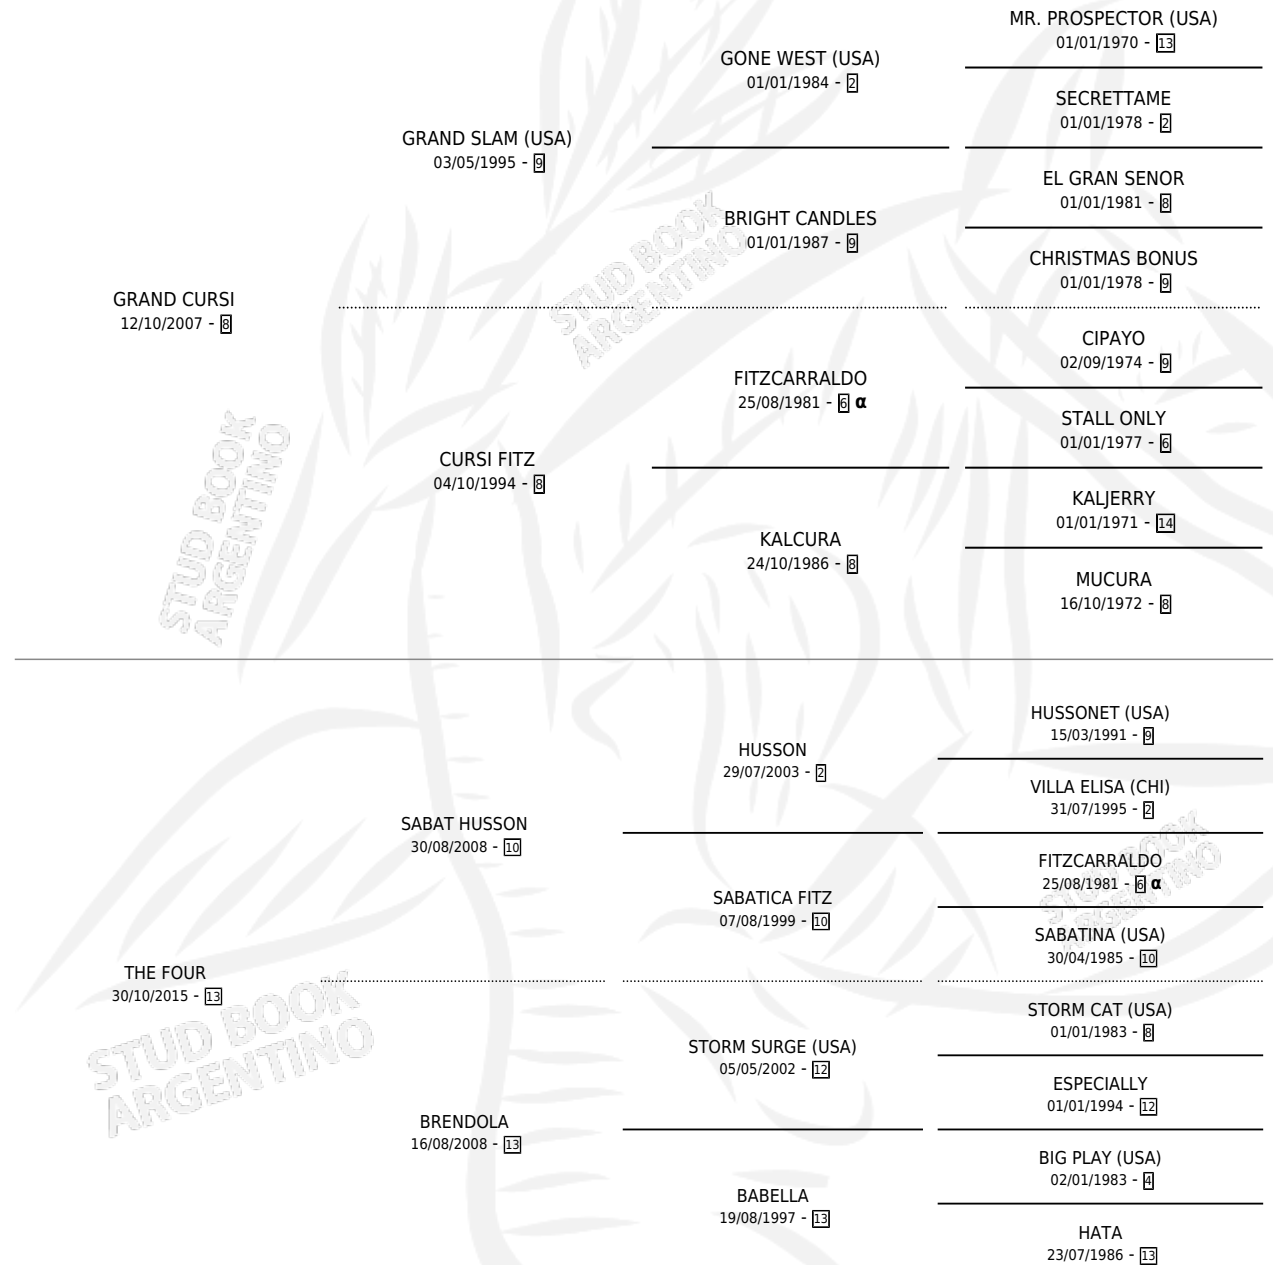 MR. PROSPECTOR (USA)
01/01/1970 - 13
GONE WEST (USA)
01/01/1984 - 2
SECRETTAME
01/01/1978 - 2
GRAND SLAM (USA)
03/05/1995 - 9
EL GRAN SENOR
01/01/1981 - 8
BRIGHT CANDLES
01/01/1987 - 9
CHRISTMAS BONUS
01/01/1978 - 9
GRAND CURSI
12/10/2007 - 8
CIPAYO
02/09/1974 - 9
FITZCARRALDO
25/08/1981 - 6 α
STALL ONLY
01/01/1977 - 6
CURSI FITZ
04/10/1994 - 8
KALJERRY
01/01/1971 - 14
KALCURA
24/10/1986 - 8
MUCURA
16/10/1972 - 8
HUSSONET (USA)
15/03/1991 - 9
HUSSON
29/07/2003 - 2
VILLA ELISA (CHI)
31/07/1995 - 2
SABAT HUSSON
30/08/2008 - 10
FITZCARRALDO
25/08/1981 - 6 α
SABATICA FITZ
07/08/1999 - 10
SABATINA (USA)
30/04/1985 - 10
THE FOUR
30/10/2015 - 13
STORM CAT (USA)
01/01/1983 - 8
STORM SURGE (USA)
05/05/2002 - 12
ESPECIALLY
01/01/1994 - 12
BRENDOLA
16/08/2008 - 13
BIG PLAY (USA)
02/01/1983 - 4
BABELLA
19/08/1997 - 13
HATA
23/07/1986 - 13
STUD BOOK
ARGENTINO
STUD BOOK
ARGENTINO
STUD BOOK
ARGENTINO
STUD BOOK
ARGENTINO